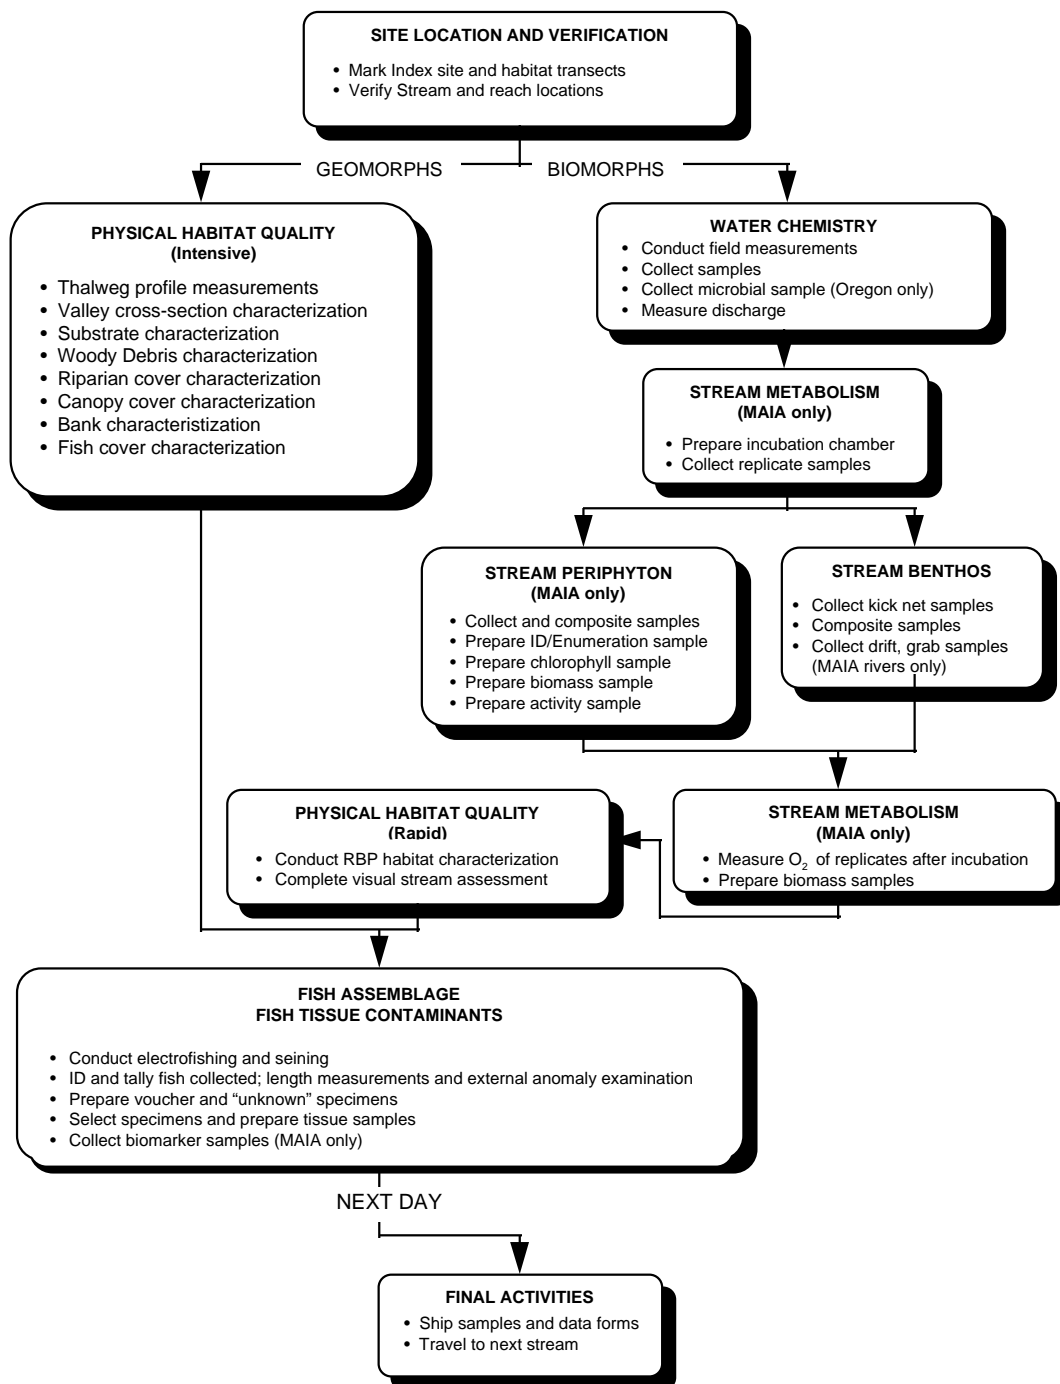 SITE LOCATION AND VERIFICATION
• Mark Index site and habitat transects
• Verify Stream and reach locations
GEOMORPHS
BIOMORPHS
PHYSICAL HABITAT QUALITY
(Intensive)
• Thalweg profile measurements
• Valley cross-section characterization
• Substrate characterization
• Woody Debris characterization
• Riparian cover characterization
• Canopy cover characterization
• Bank characteristization
• Fish cover characterization
WATER CHEMISTRY
• Conduct field measurements
• Collect samples
• Collect microbial sample (Oregon only)
• Measure discharge
STREAM METABOLISM
(MAIA only)
• Prepare incubation chamber
• Collect replicate samples
STREAM PERIPHYTON
(MAIA only)
• Collect and composite samples
• Prepare ID/Enumeration sample
• Prepare chlorophyll sample
• Prepare biomass sample
• Prepare activity sample
STREAM BENTHOS
• Collect kick net samples
• Composite samples
• Collect drift, grab samples
(MAIA rivers only)
STREAM METABOLISM
(MAIA only)
• Measure O2 of replicates after incubation
• Prepare biomass samples
PHYSICAL HABITAT QUALITY
(Rapid)
• Conduct RBP habitat characterization
• Complete visual stream assessment
FISH ASSEMBLAGE
FISH TISSUE CONTAMINANTS
• Conduct electrofishing and seining
• ID and tally fish collected; length measurements and external anomaly examination
• Prepare voucher and “unknown” specimens
• Select specimens and prepare tissue samples
• Collect biomarker samples (MAIA only)
NEXT DAY
FINAL ACTIVITIES
• Ship samples and data forms
• Travel to next stream